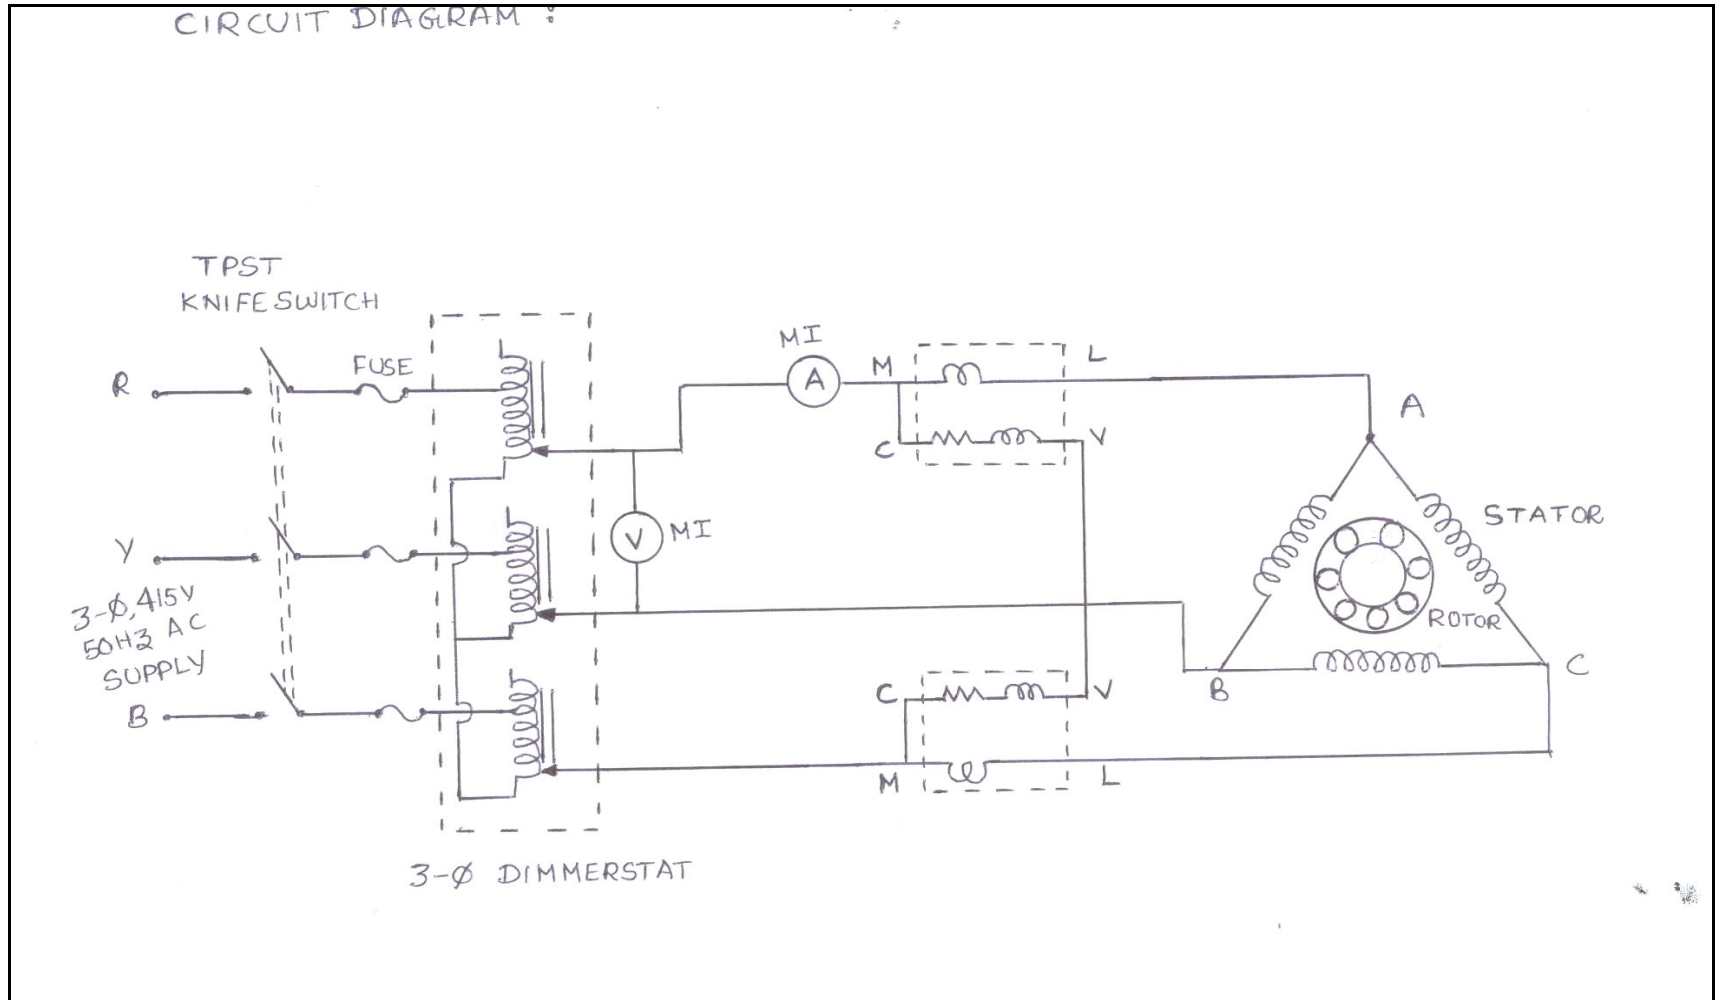 CIRCUIT DIAGRAM :
TPST
KNIFE SWITCH
R
FUSE
MI
A
M
L
A
C
V
V
MI
STATOR
Y
3-Ø, 415V
50HZ AC
SUPPLY
ROTOR
B
C
C
V
B
M
L
3-Ø DIMMERSTAT